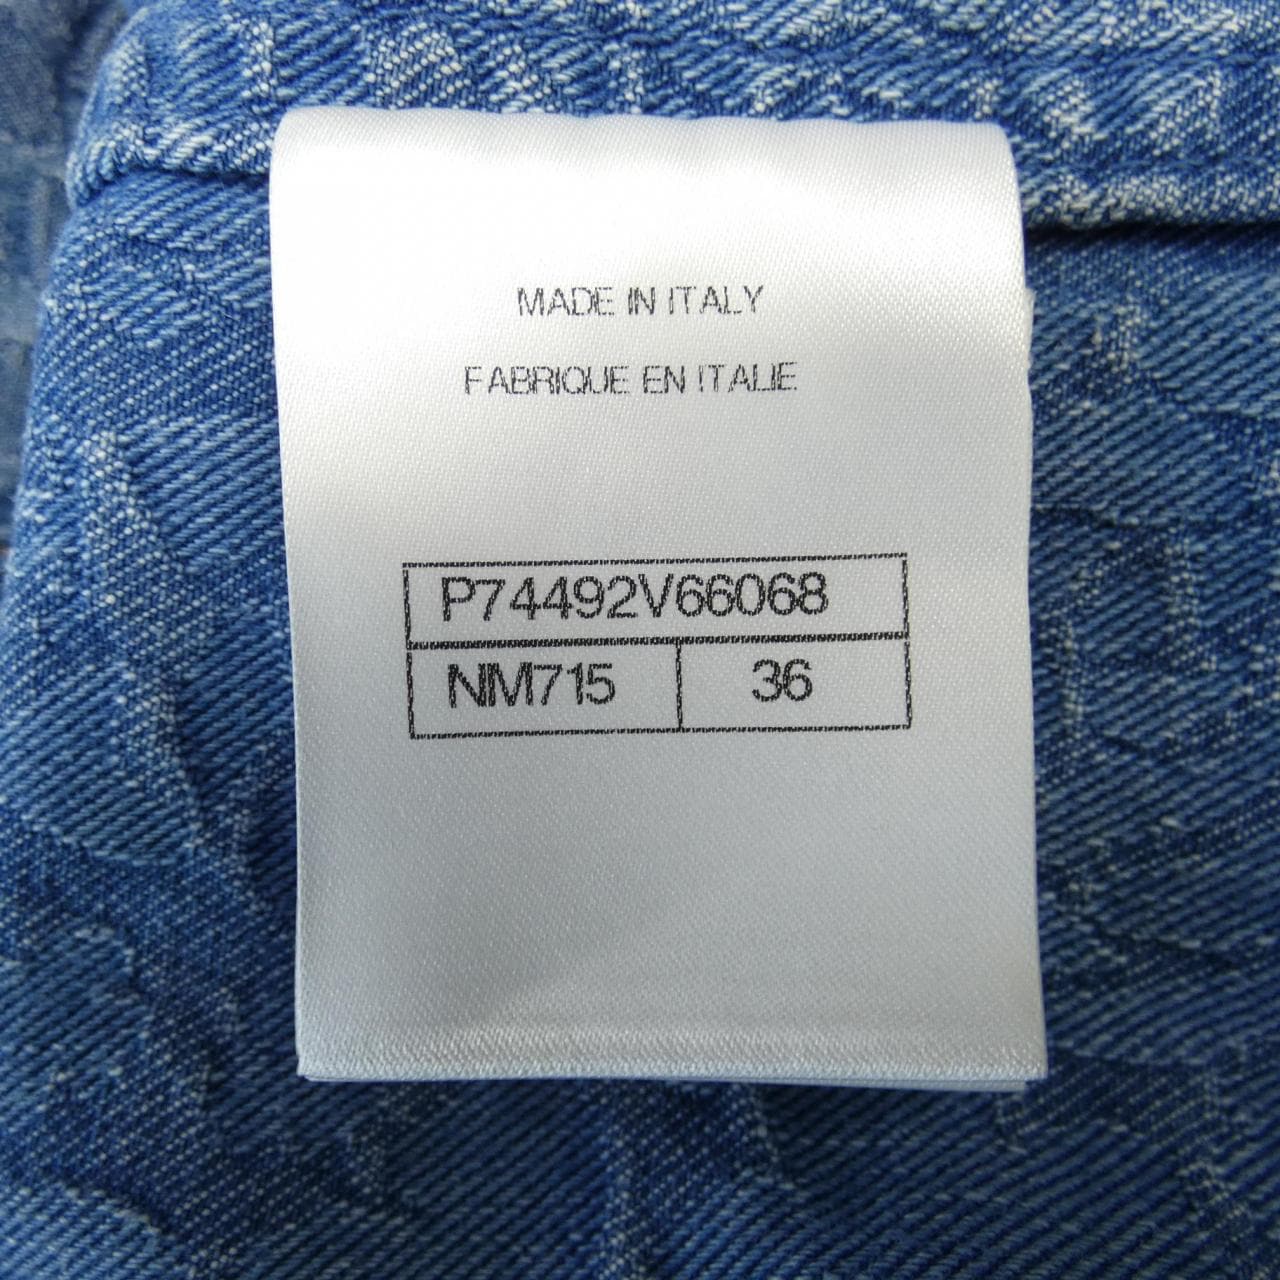 MADE IN ITALY
FABRIQUE EN ITALIE
P74492V66068
NM715 36